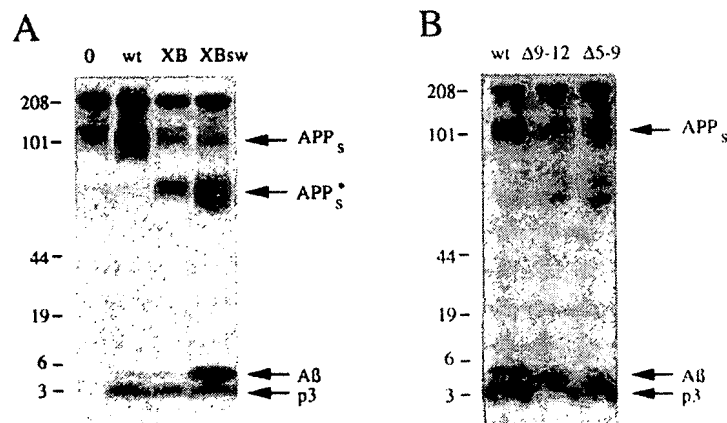 A
0 wt XB XBsw
208
101
44
19
6
3
APPs
APPs*
Aß
p3
B
wt Δ9-12 Δ5-9
208
101
44
19
6
3
APPs
Aß
p3